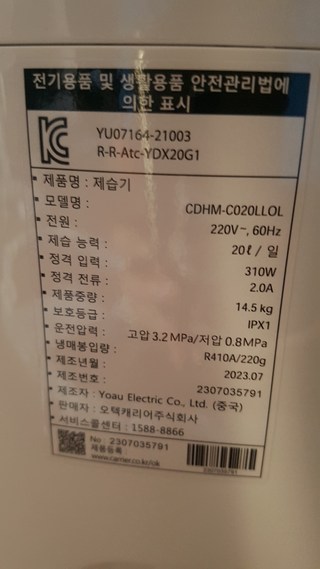 전기용품 및 생활용품 안전관리법에
의한 표시
YU07164-21003
R-R-Atc-YDX20G1
제품명 : 제습기
모델명 : CDHM-C020LLOL
전원 : 220V~, 60Hz
제습 능력 : 20ℓ / 일
정격 입력 : 310W
정격 전류 : 2.0A
제품중량 : 14.5 kg
보호등급 : IPX1
운전압력 : 고압 3.2 MPa/저압 0.8MPa
냉매봉입량 : R410A/220g
제조년월 : 2023.07
제조번호 : 2307035791
제조자 : Yoau Electric Co., Ltd. (중국)
판매자 : 오텍캐리어주식회사
서비스콜센터 : 1588-8866
No : 2307035791
제품등록 :
2307035791